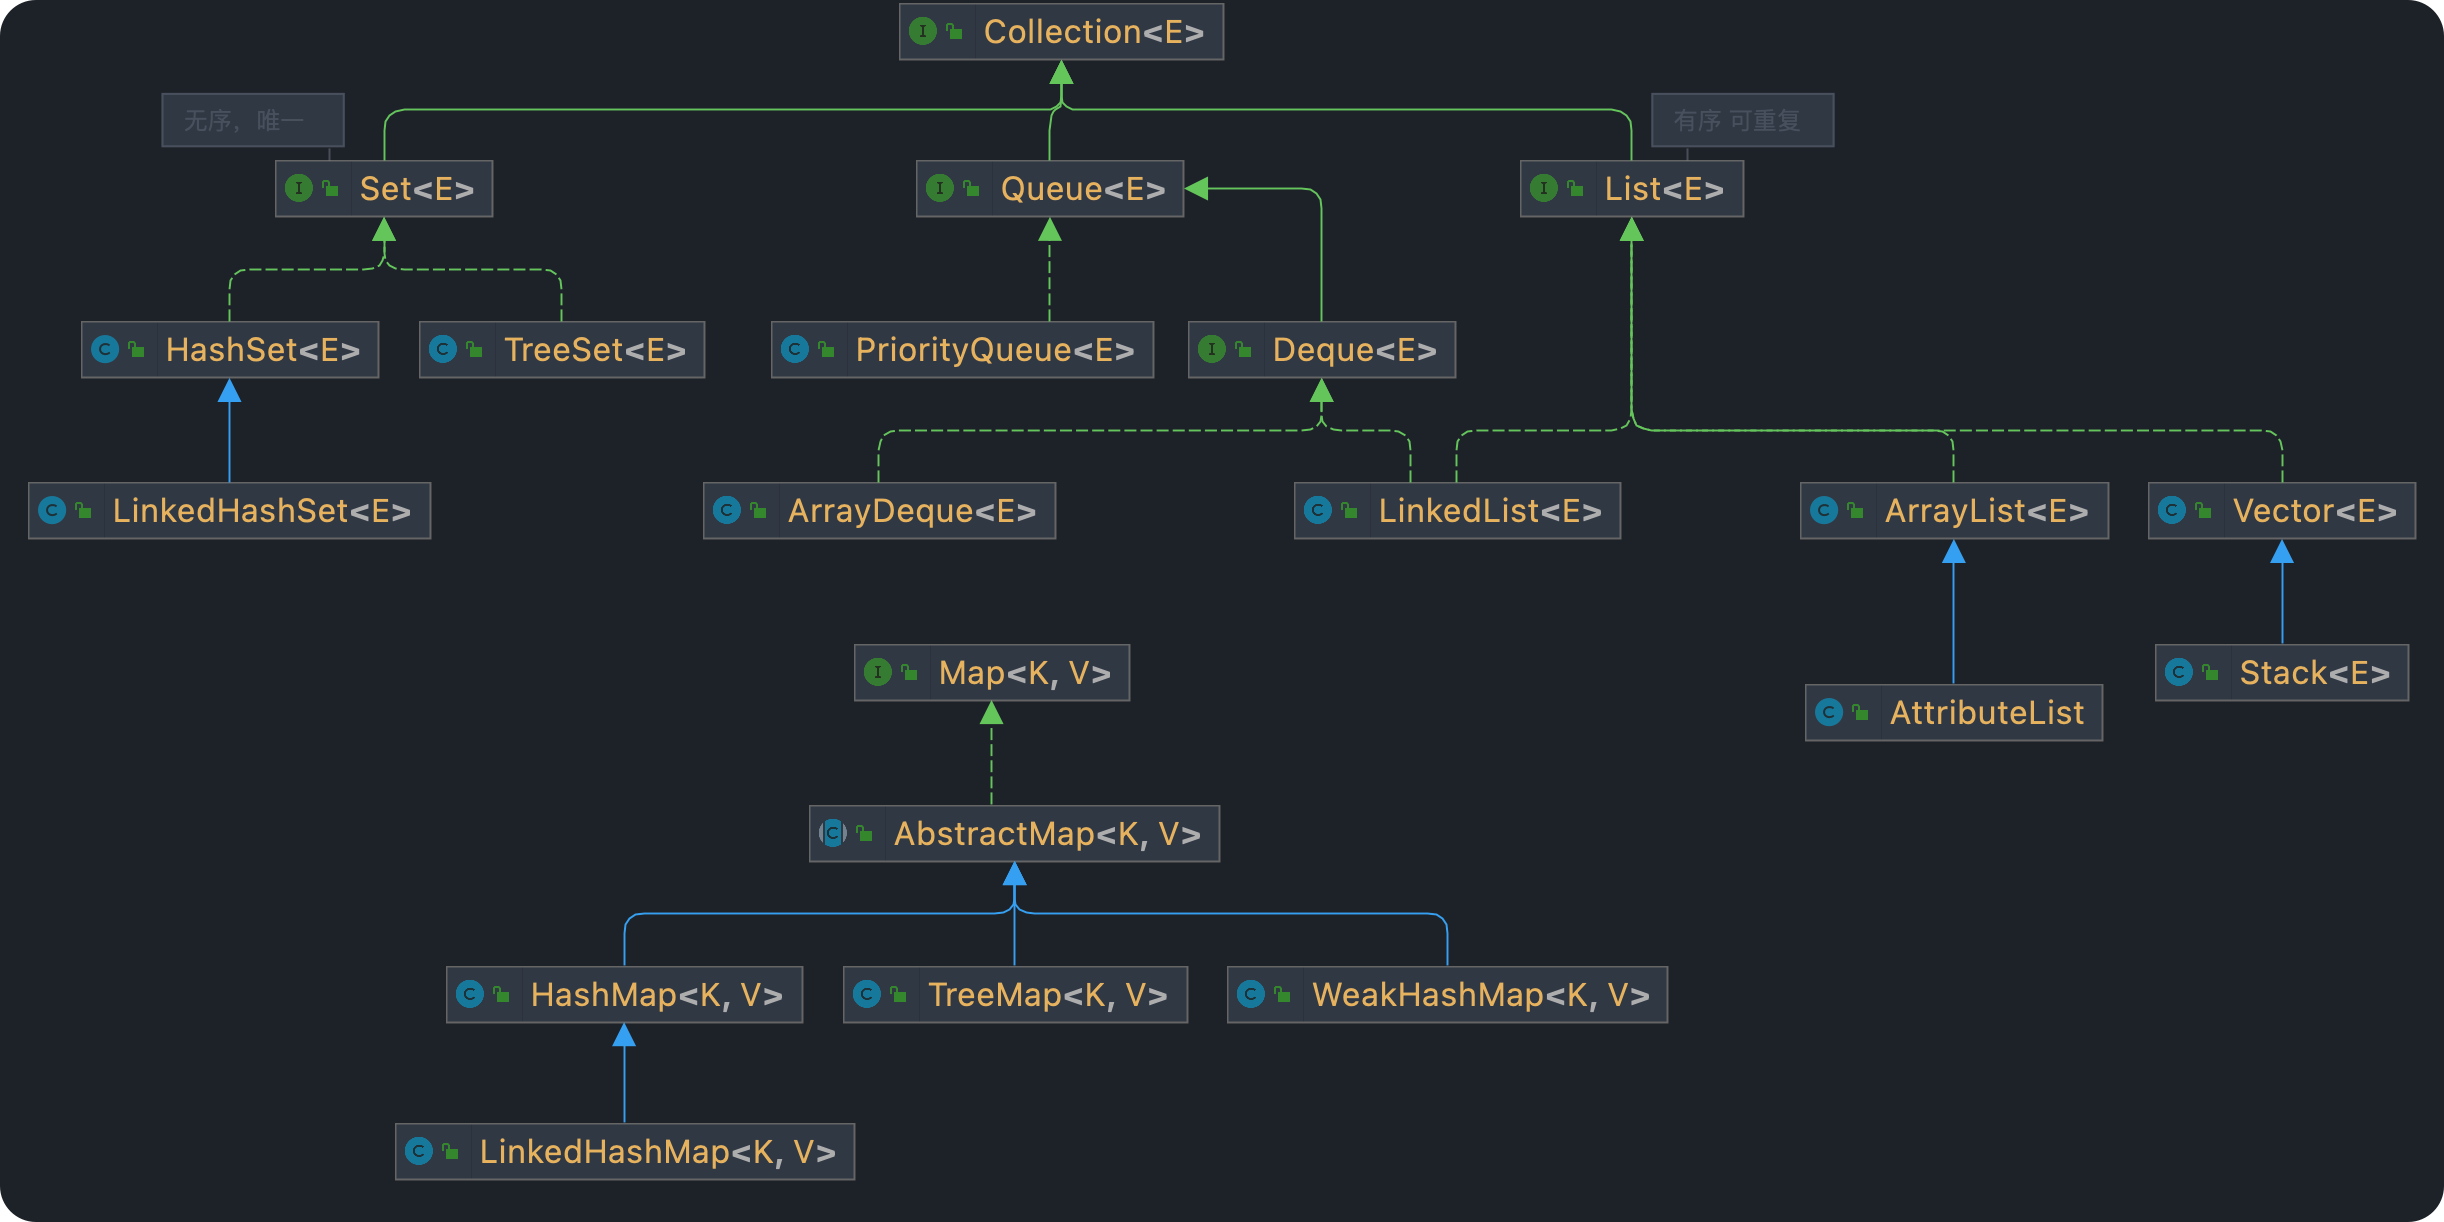 Collection<E>
无序，唯一
有序 可重复
I Set<E>
I Queue<E>
I List<E>
C HashSet<E>
C TreeSet<E>
C PriorityQueue<E>
I Deque<E>
C LinkedHashSet<E>
C ArrayDeque<E>
C LinkedList<E>
C ArrayList<E>
C Vector<E>
I Map<K, V>
C Stack<E>
C AttributeList
C AbstractMap<K, V>
C HashMap<K, V>
C TreeMap<K, V>
C WeakHashMap<K, V>
C LinkedHashMap<K, V>